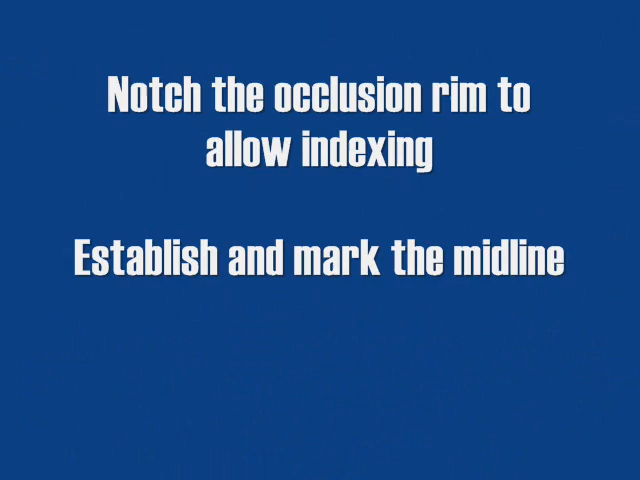 Notch the occlusion rim to
allow indexing
Establish and mark the midline